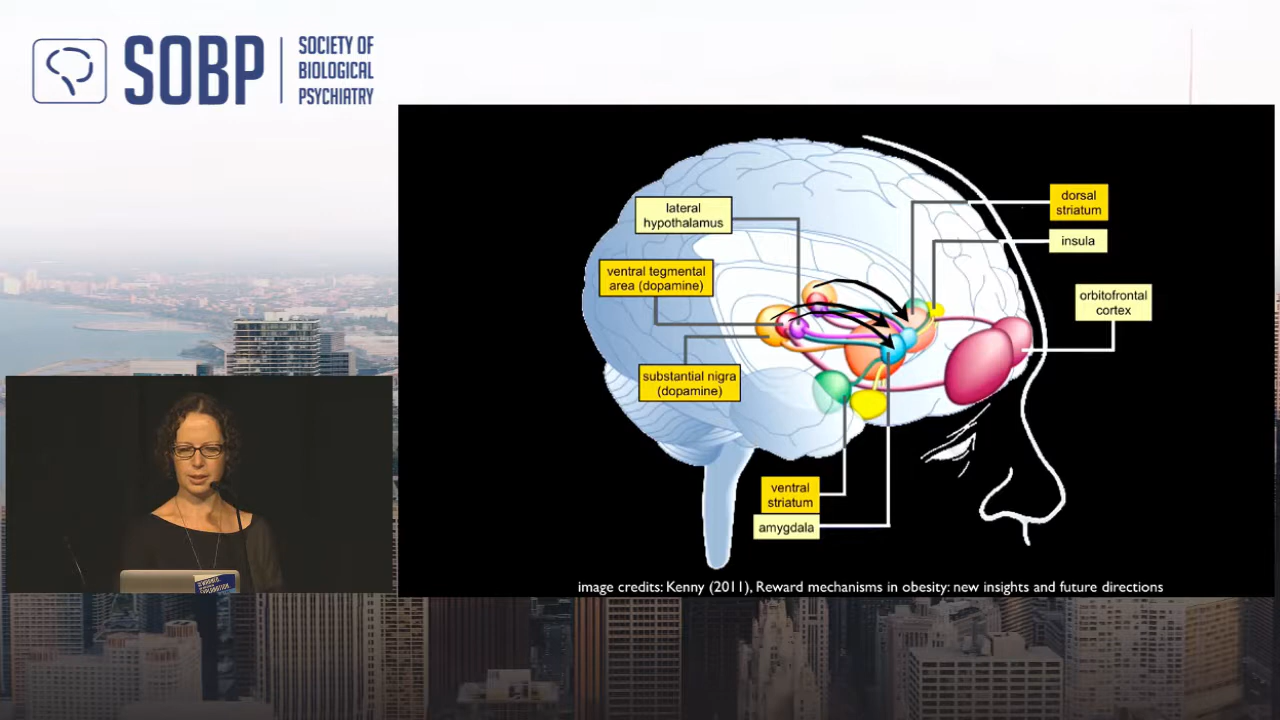 SOBP
SOCIETY OF
BIOLOGICAL
PSYCHIATRY
lateral
hypothalamus
dorsal
striatum
insula
ventral tegmental
area (dopamine)
orbitofrontal
cortex
substantial nigra
(dopamine)
ventral
striatum
amygdala
image credits: Kenny (2011), Reward mechanisms in obesity: new insights and future directions